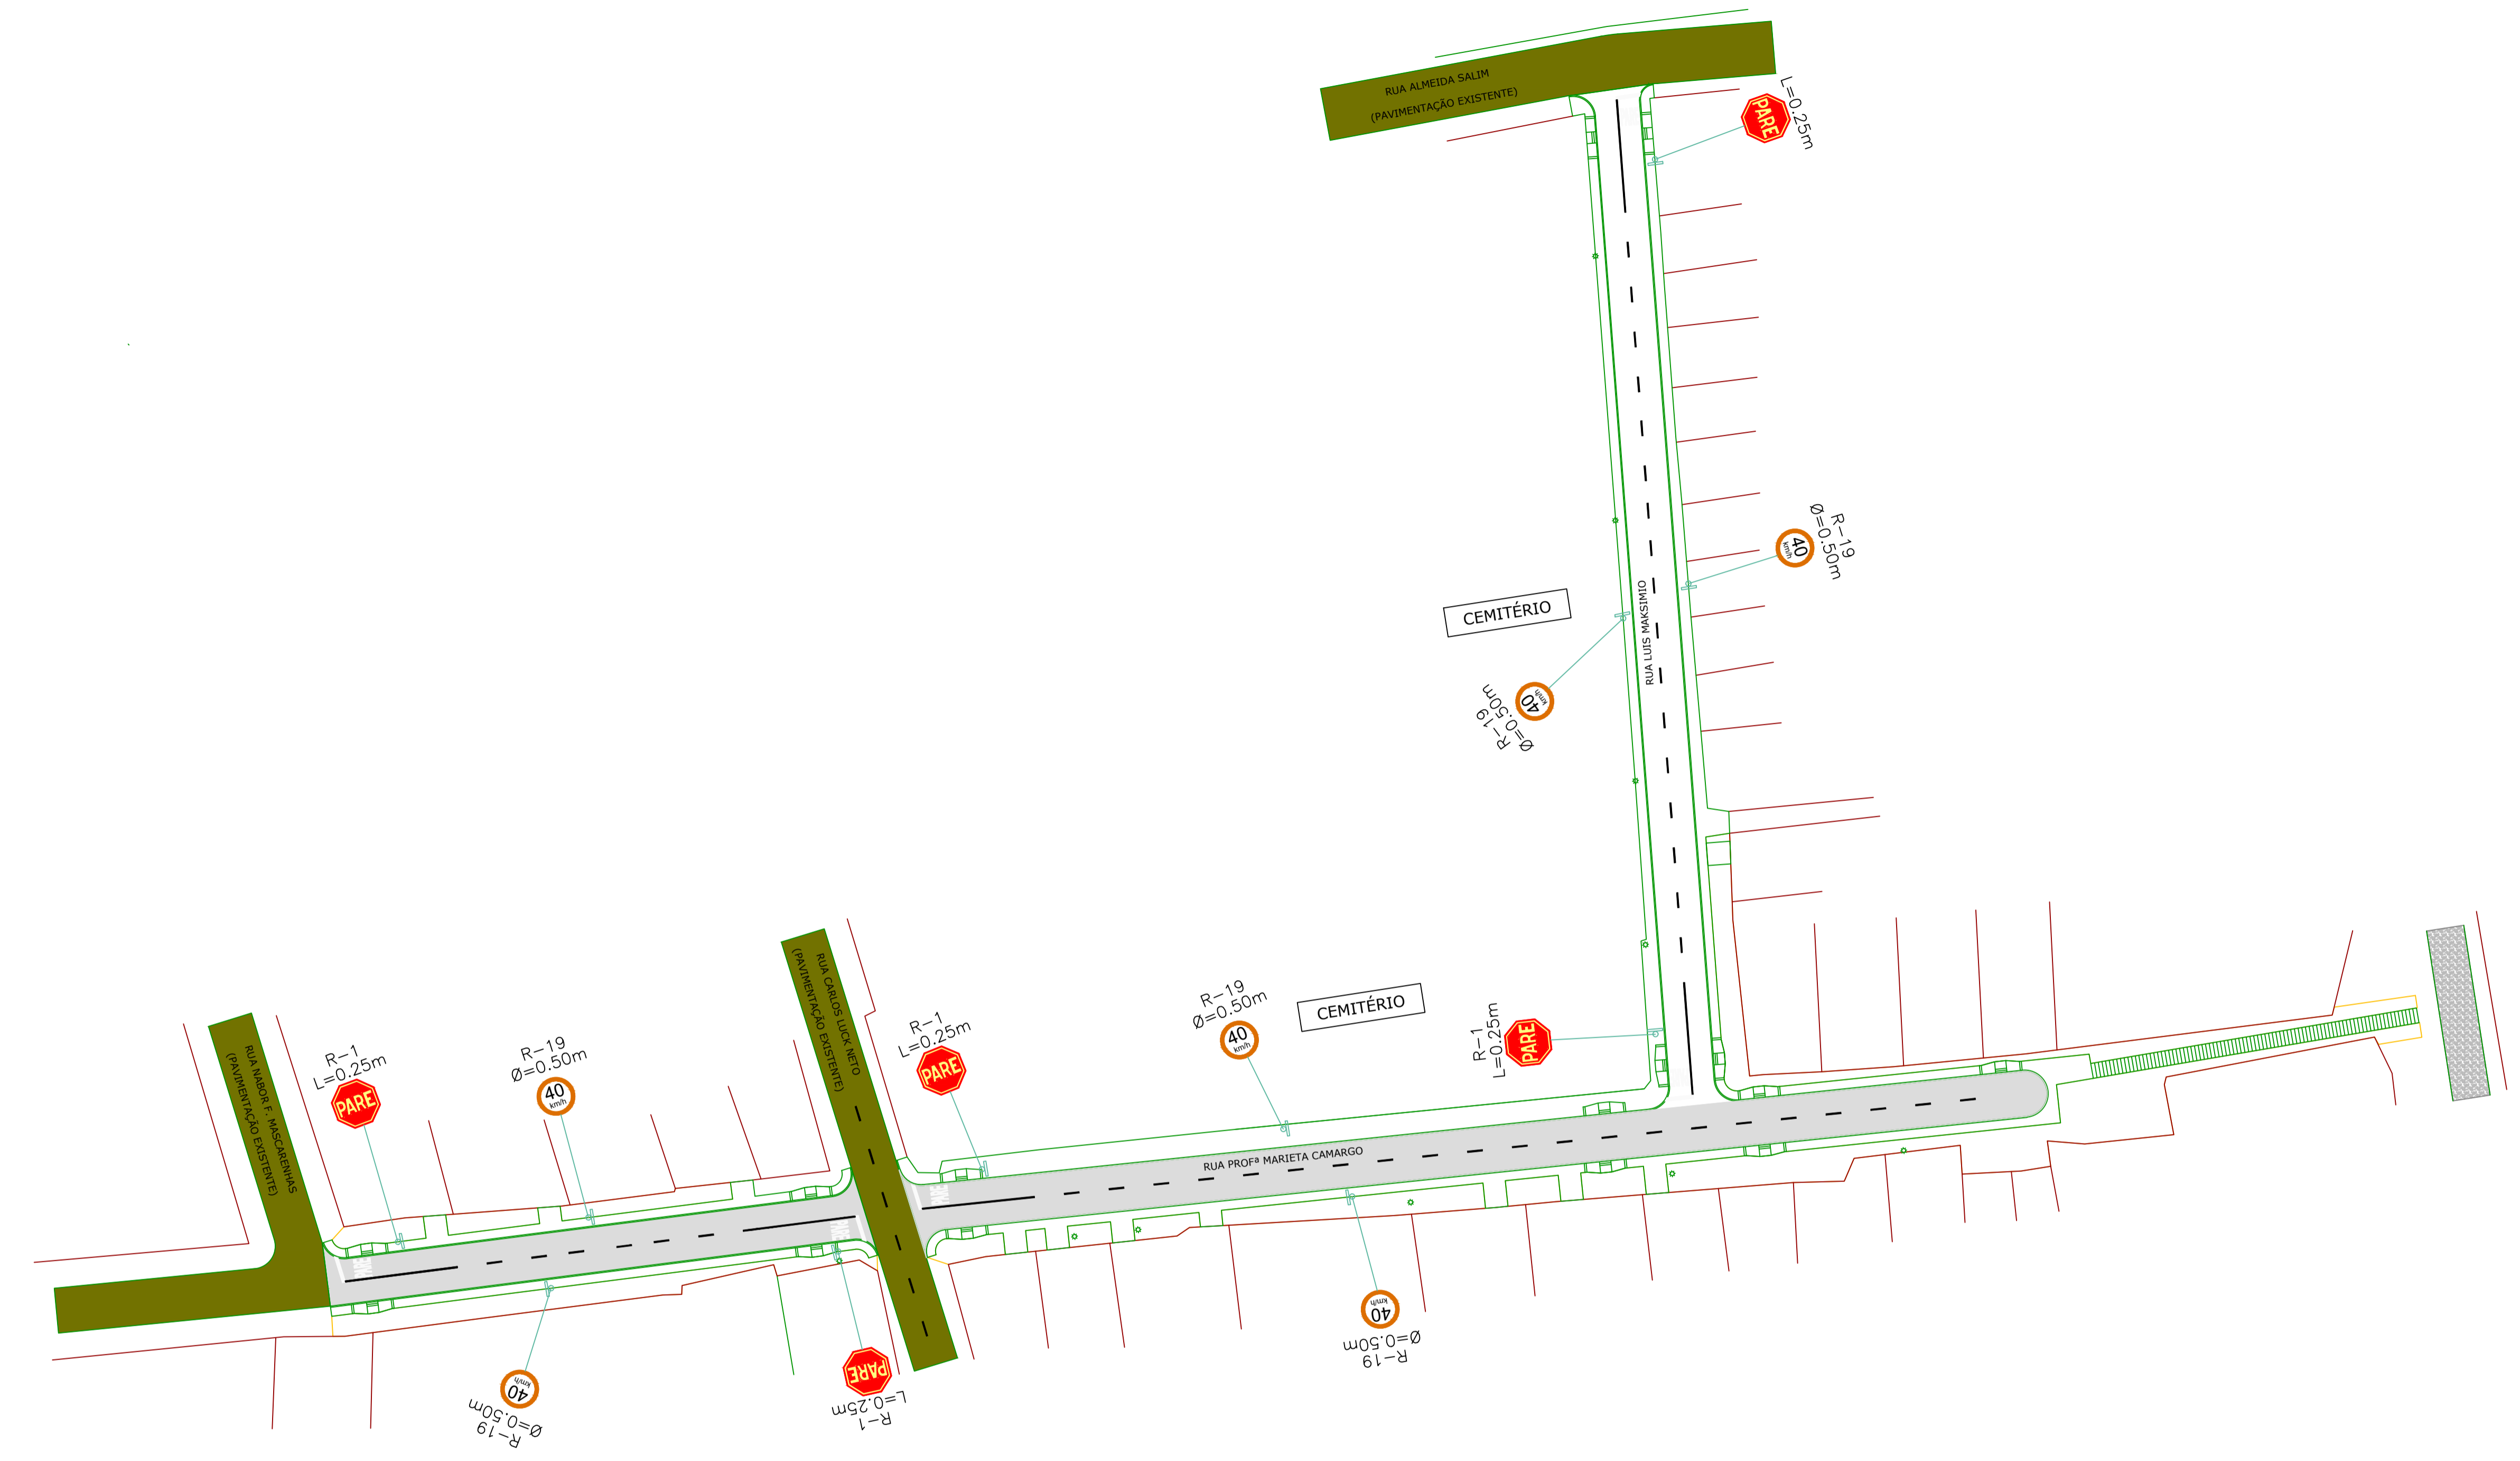 RUA ALMEIDA SALIM
(PAVIMENTAÇÃO EXISTENTE)
PARE
L=0.25m
R-19
Ø=0.50m
40
km/h
CEMITÉRIO
RUA LUIS MAKSIMIO
40
km/h
R-19
Ø=0.50m
RUA CARLOS LUCK NETO
(PAVIMENTAÇÃO EXISTENTE)
R-19
Ø=0.50m
40
km/h
CEMITÉRIO
R-1
L=0.25m
PARE
R-1
L=0.25m
PARE
RUA NABOR F. MASCARENHAS
(PAVIMENTAÇÃO EXISTENTE)
R-1
L=0.25m
PARE
R-19
Ø=0.50m
40
km/h
RUA PROFª MARIETA CAMARGO
PARE
PARE
PARE
40
km/h
Ø=0.50m
R-19
PARE
L=0.25m
R-1
40
km/h
Ø=0.50m
R-19